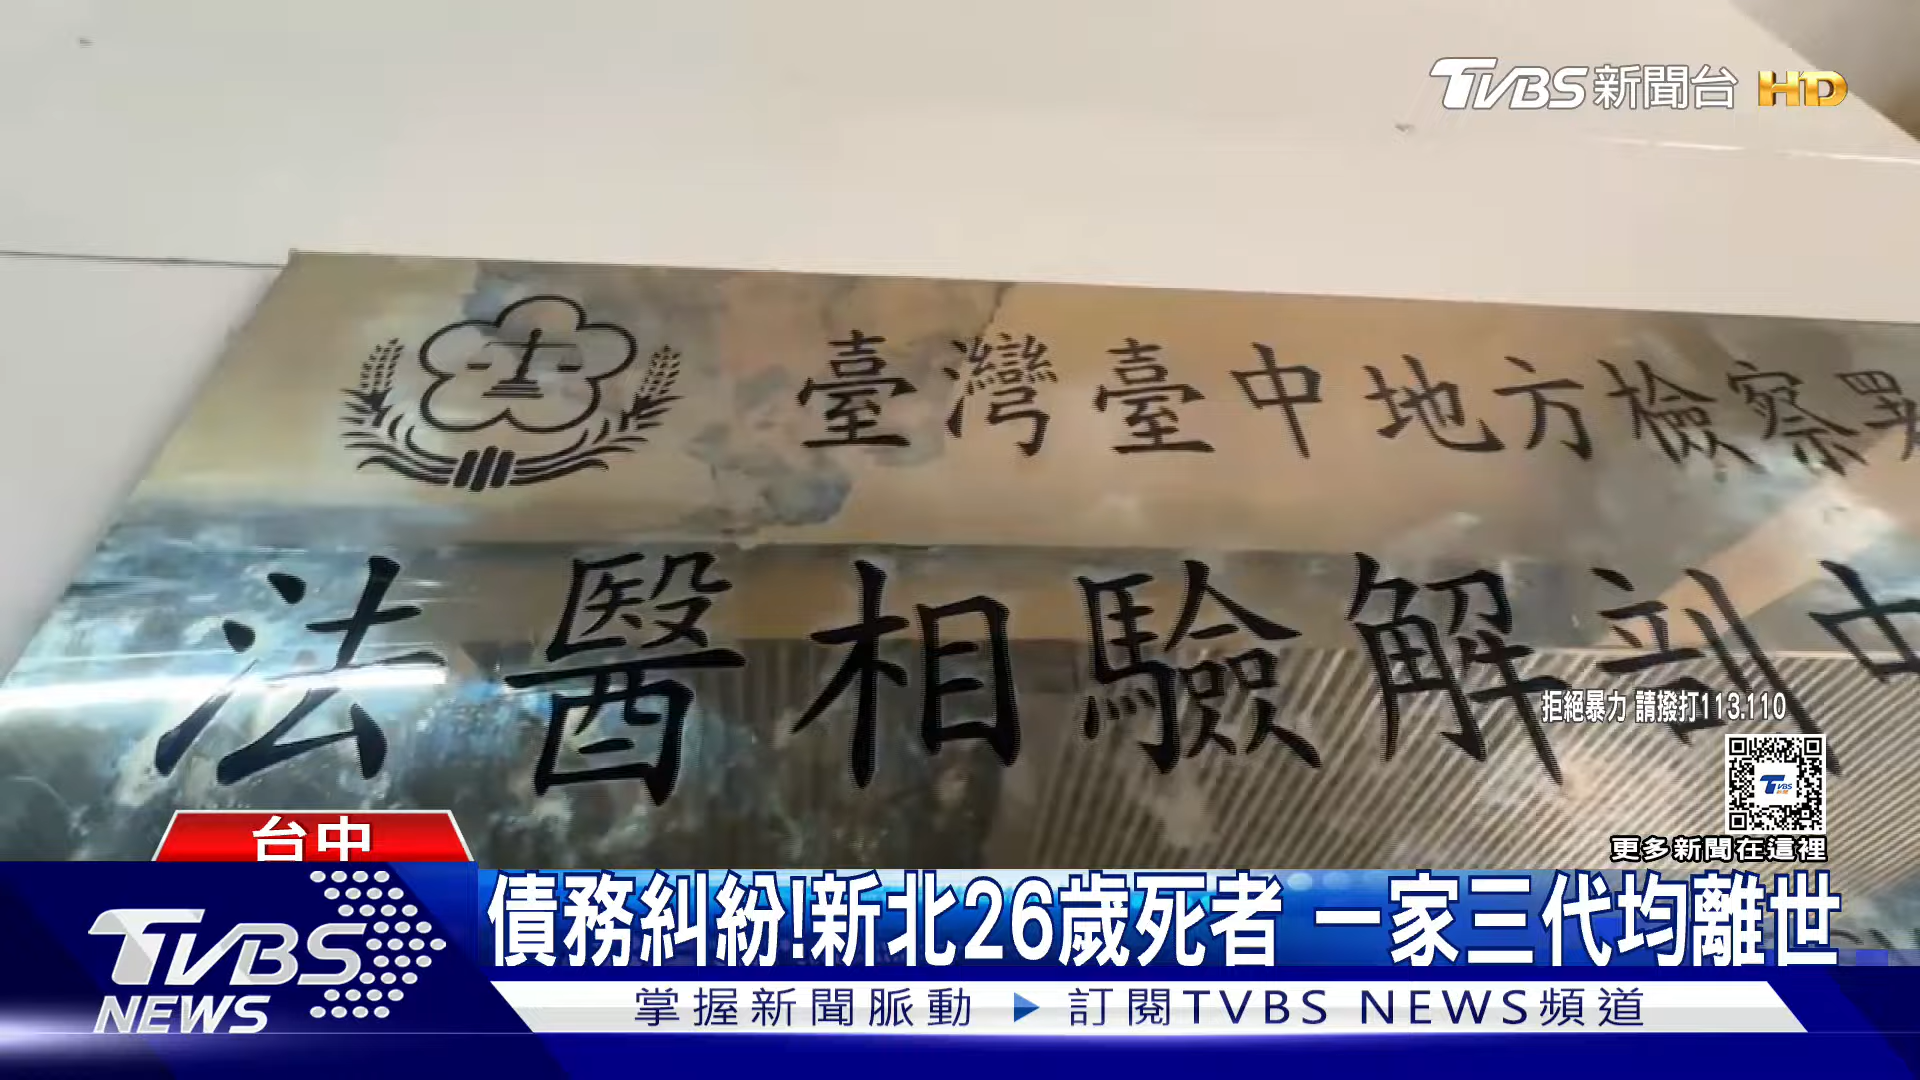 TVBS新聞台 HD
臺灣臺中地方檢察署
法醫相驗解剖中
拒絕暴力 請撥打113.110
TVBS
更多新聞在這裡
台中
債務糾紛!新北26歲死者 一家三代均離世
TVBS
NEWS
掌握新聞脈動 ▶ 訂閱TVBS NEWS頻道